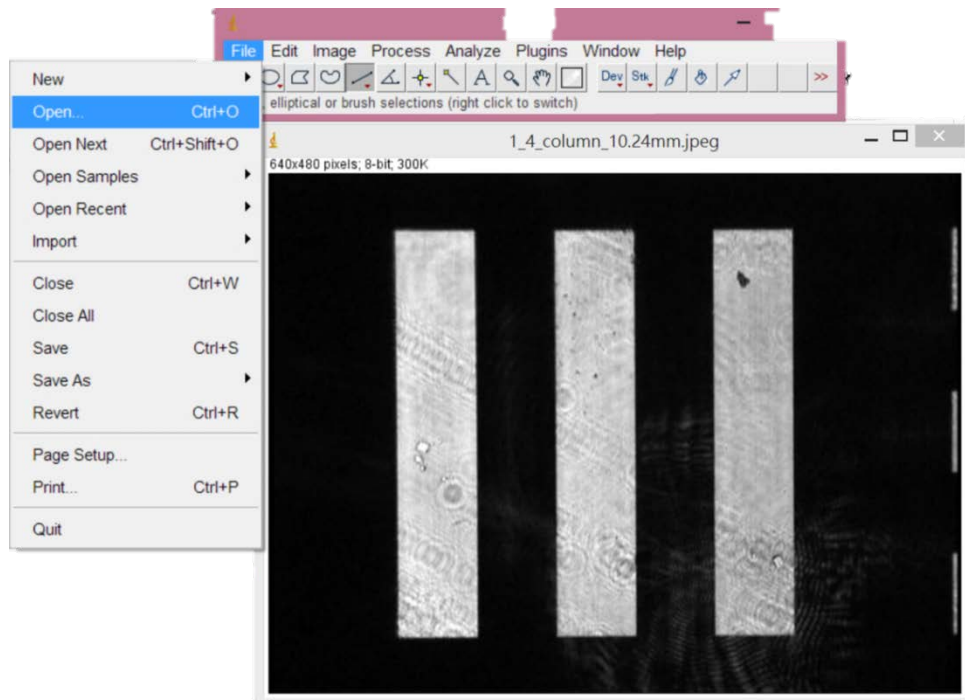 File Edit Image Process Analyze Plugins Window Help
Dev Stk >>
elliptical or brush selections (right click to switch)
New
Open... Ctrl+O
Open Next Ctrl+Shift+O
Open Samples
Open Recent
Import
Close Ctrl+W
Close All
Save Ctrl+S
Save As
Revert Ctrl+R
Page Setup...
Print... Ctrl+P
Quit
1_4_column_10.24mm.jpeg
640x480 pixels; 8-bit; 300K